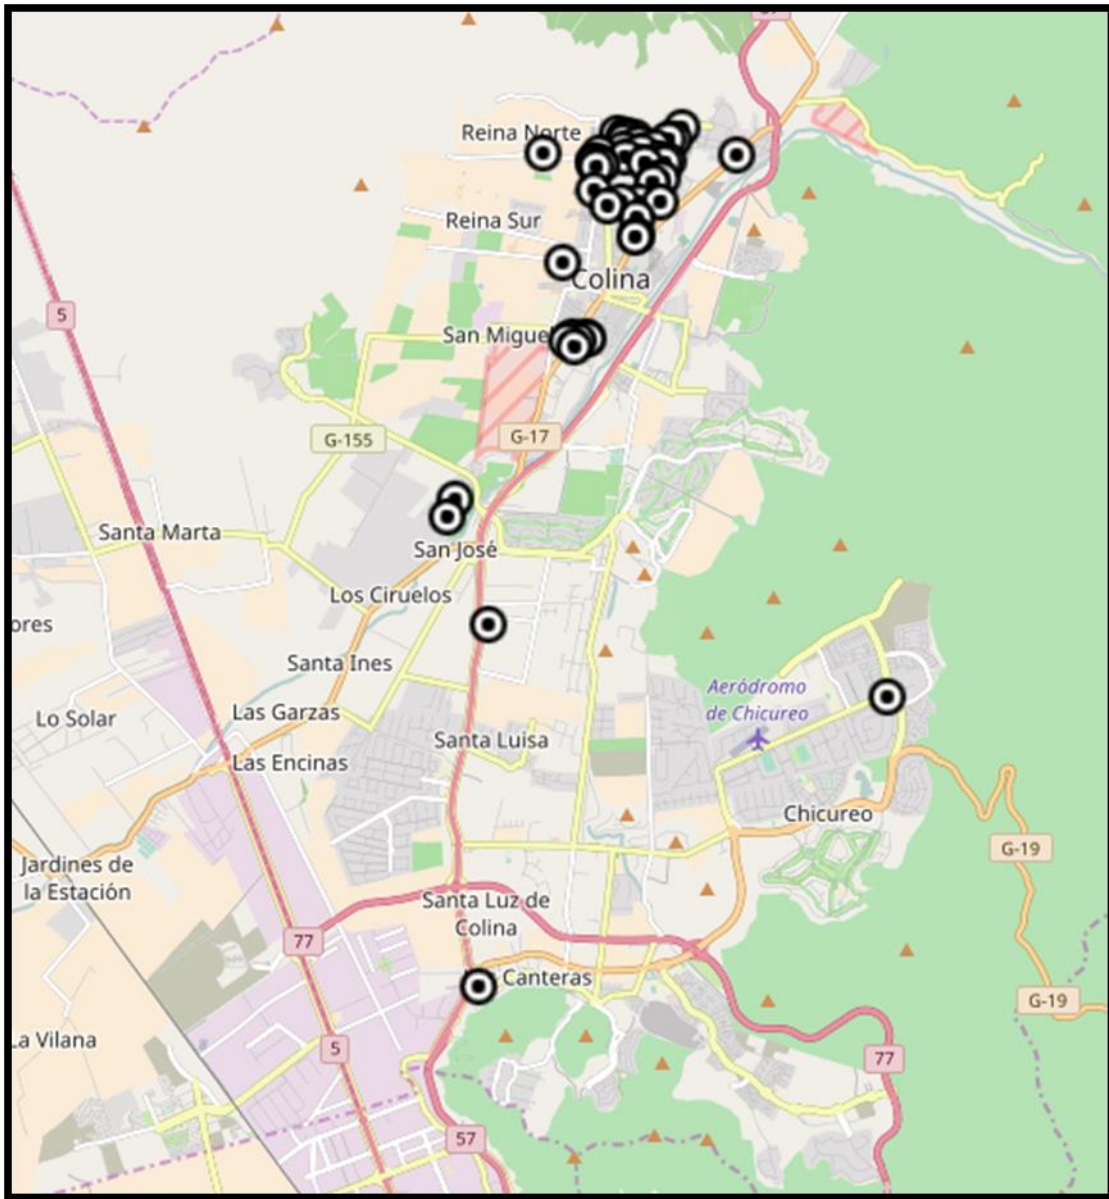 Reina Norte
Reina Sur
Colina
5
San Migue
G-155
G-17
Santa Marta
San José
Los Ciruelos
ores
Santa Ines
Aeródromo
de Chicureo
Las Garzas
Lo Solar
Santa Luisa
Las Encinas
Chicureo
G-19
Jardines de
la Estación
Santa Luz de
Colina
77
Canteras
G-19
La Vilana
5
77
57